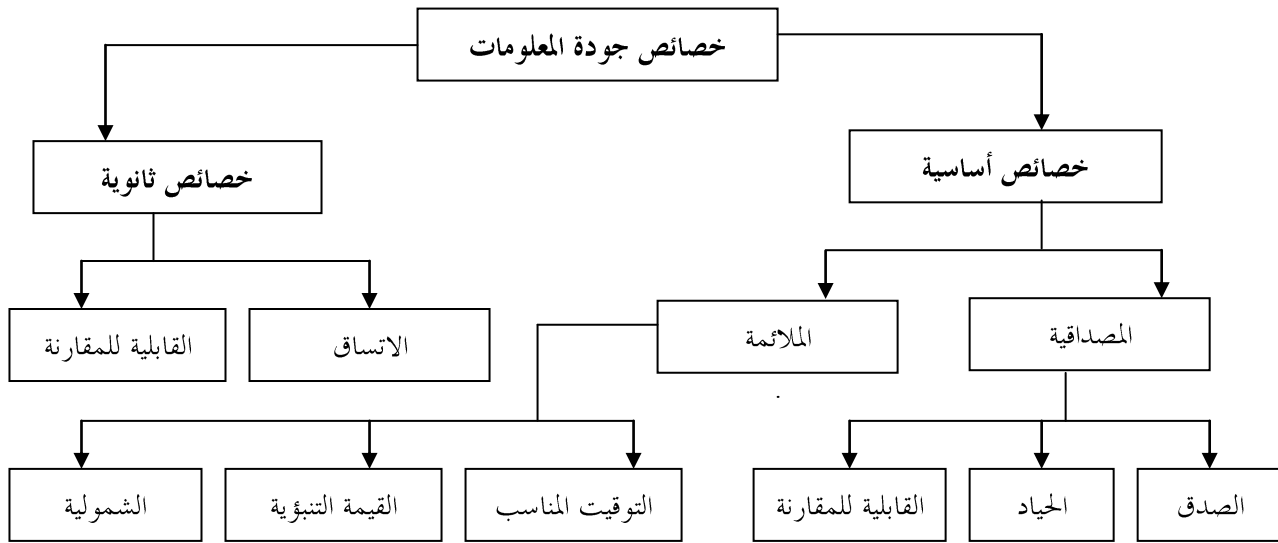 خصائص جودة المعلومات
خصائص أساسية
خصائص ثانوية
المصداقية
الملائمة
الاتساق
القابلية للمقارنة
الصدق
الحياد
القابلية للمقارنة
التوقيت المناسب
القيمة التنبؤية
الشمولية